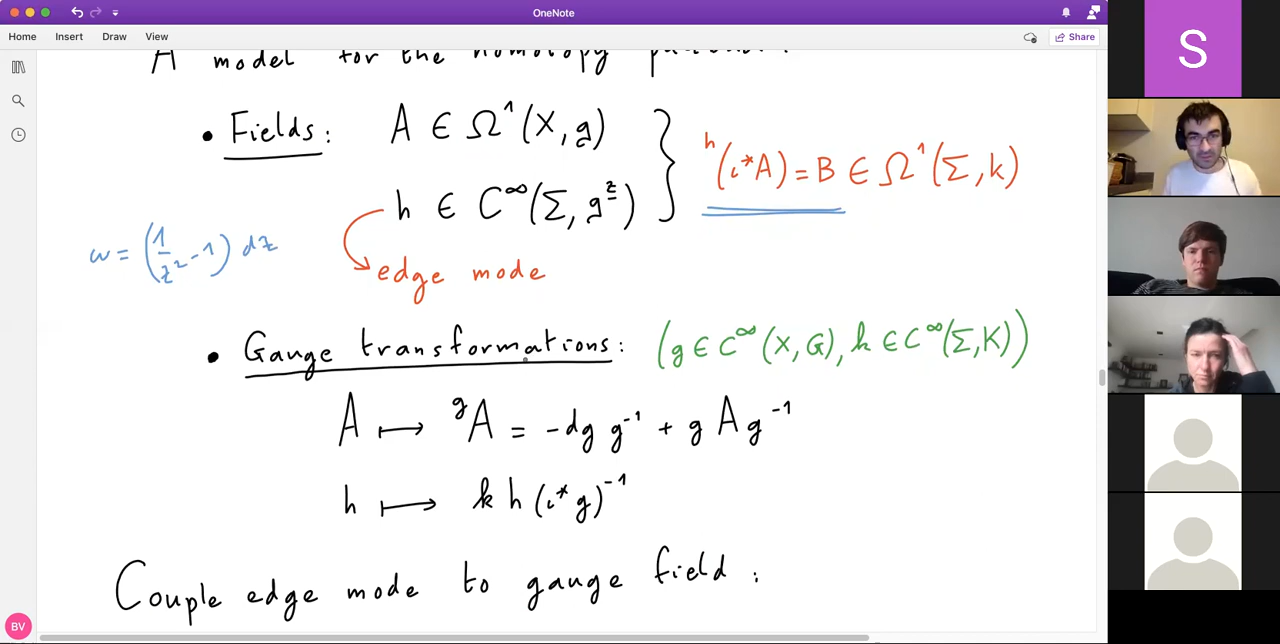 OneNote
Home Insert Draw View
Share
A model for the homotopy
• Fields: A ∈ Ω¹(X, g)
h ∈ C^∞(Σ, g^z)
ʰ(ι*A) = B ∈ Ω¹(Σ, k)
ω = (1/z² - 1) dz
edge mode
• Gauge transformations: (g ∈ C^∞(X, G), k ∈ C^∞(Σ, K))
A ⟼ ᵍA = -dg g⁻¹ + g A g⁻¹
h ⟼ k h (ι*g)⁻¹
Couple edge mode to gauge field :
S
BV